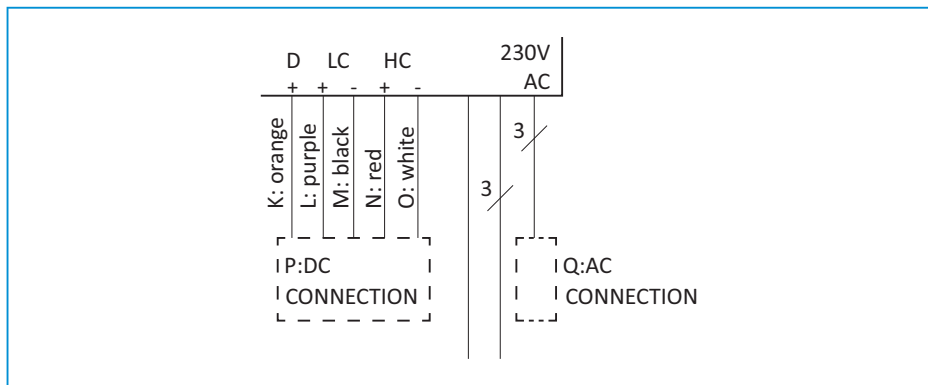 230V
D LC HC AC
+ + - + -
K: orange
L: purple
M: black
N: red
O: white
3
3
P:DC
CONNECTION
Q:AC
CONNECTION